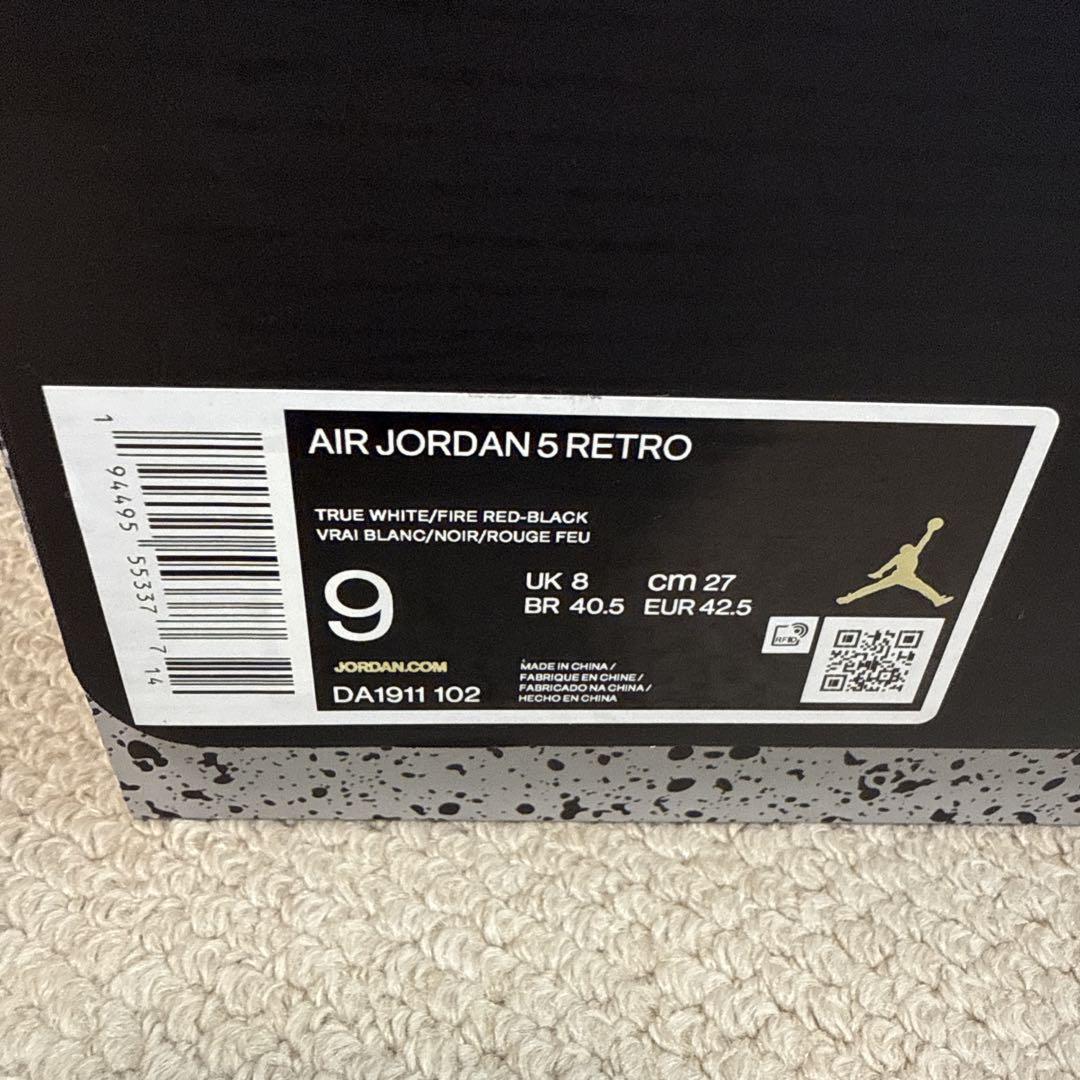 AIR JORDAN 5 RETRO
TRUE WHITE/FIRE RED-BLACK
VRAI BLANC/NOIR/ROUGE FEU
9
UK 8 cm 27
BR 40.5 EUR 42.5
JORDAN.COM
DA1911 102
MADE IN CHINA /
FABRIQUE EN CHINE /
FABRICADO NA CHINA /
HECHO EN CHINA
RFID
1 94495 55337 7 14